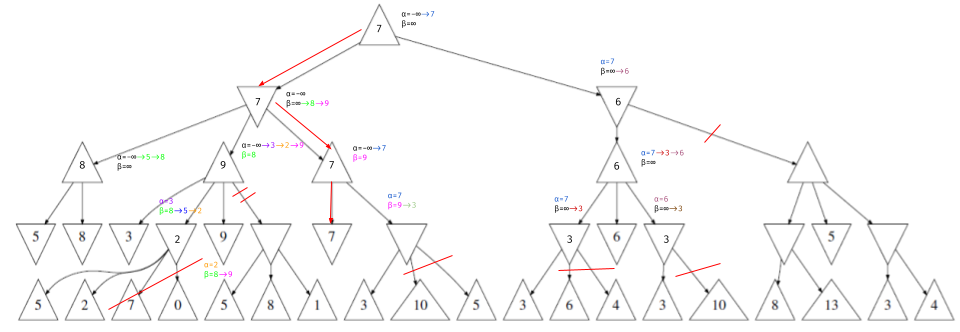 α=-∞→7
β=∞
7
α=7
β=∞→6
α=-∞
β=∞→8→9
7
6
α=-∞→5→8
β=∞
α=-∞→3→2→9
β=8
α=-∞→7
β=9
α=7→3→6
β=∞
8
9
7
6
α=3
β=8→5→2
α=7
β=9→3
α=7
β=∞→3
α=6
β=∞→3
5
8
3
2
9
7
3
6
3
5
α=2
β=8→9
5
2
7
0
5
8
1
3
10
5
3
6
4
3
10
8
13
3
4